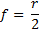 f = r/2